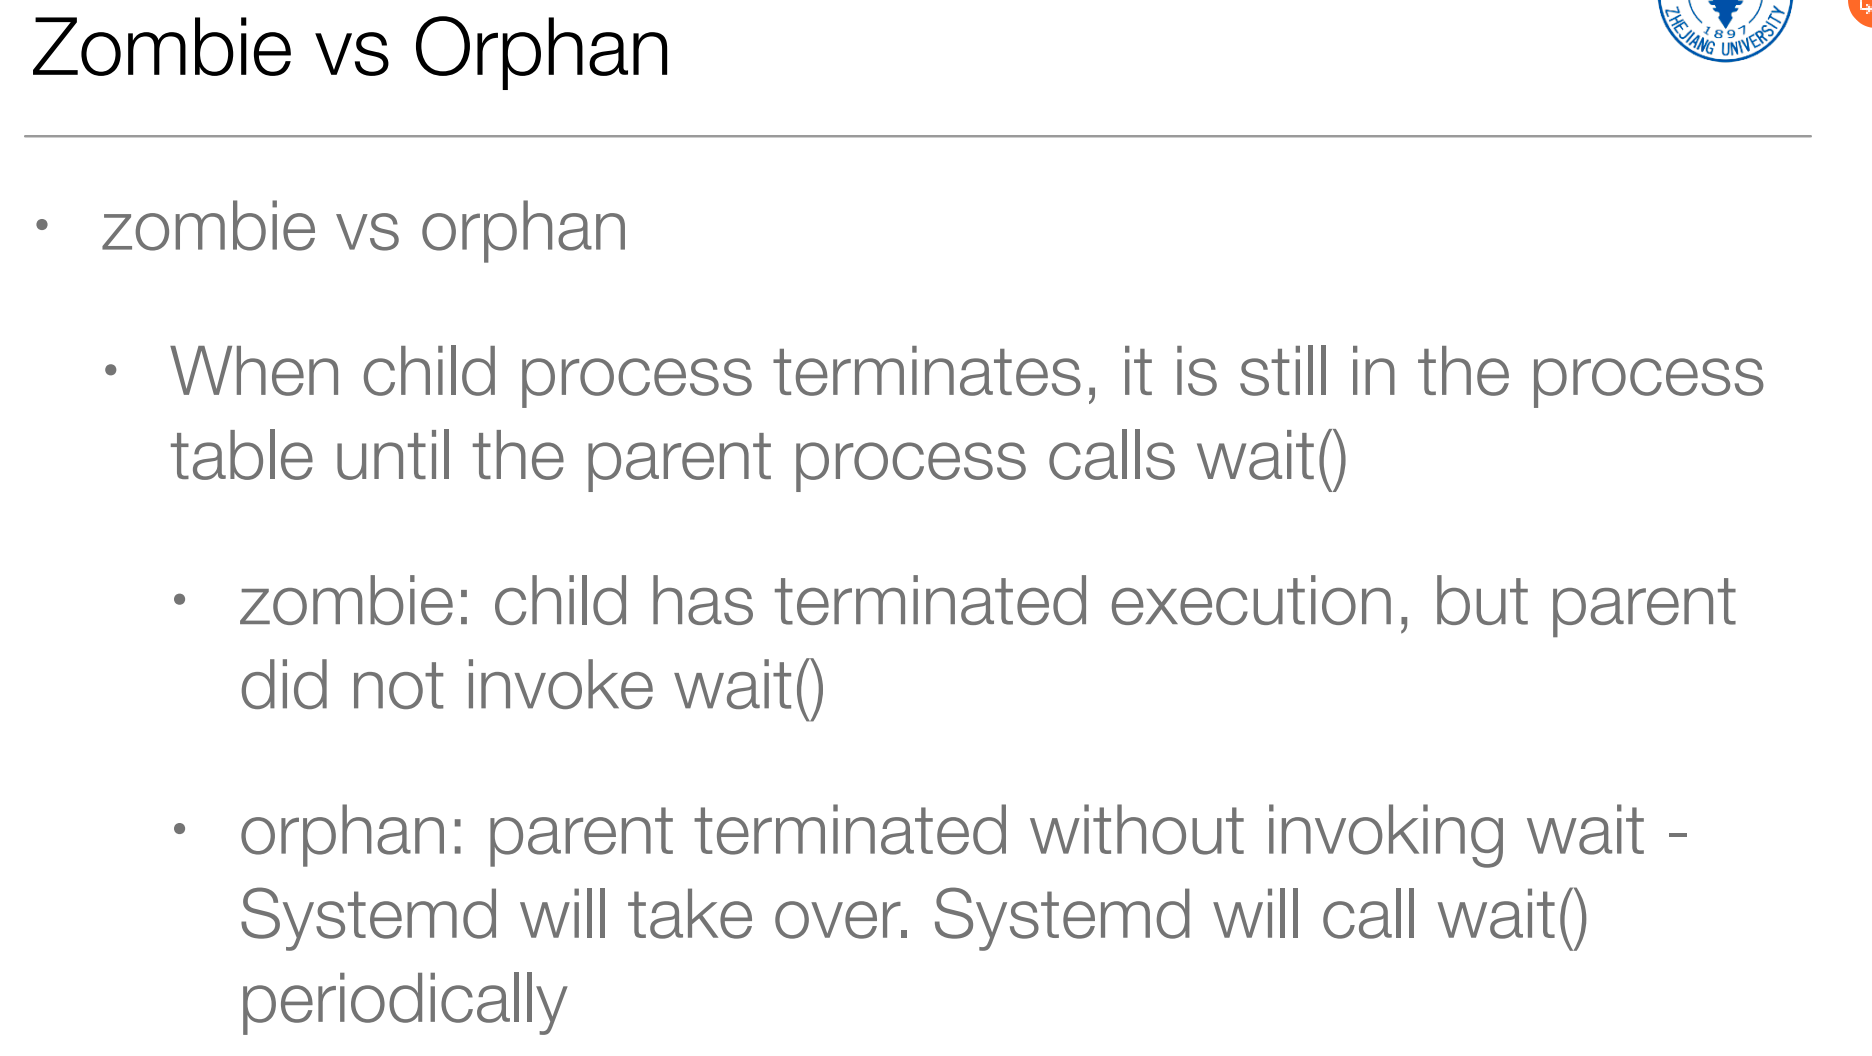 Zombie vs Orphan
ZHEJIANG UNIVERSITY
1897
• zombie vs orphan
• When child process terminates, it is still in the process
table until the parent process calls wait()
• zombie: child has terminated execution, but parent
did not invoke wait()
• orphan: parent terminated without invoking wait -
Systemd will take over. Systemd will call wait()
periodically